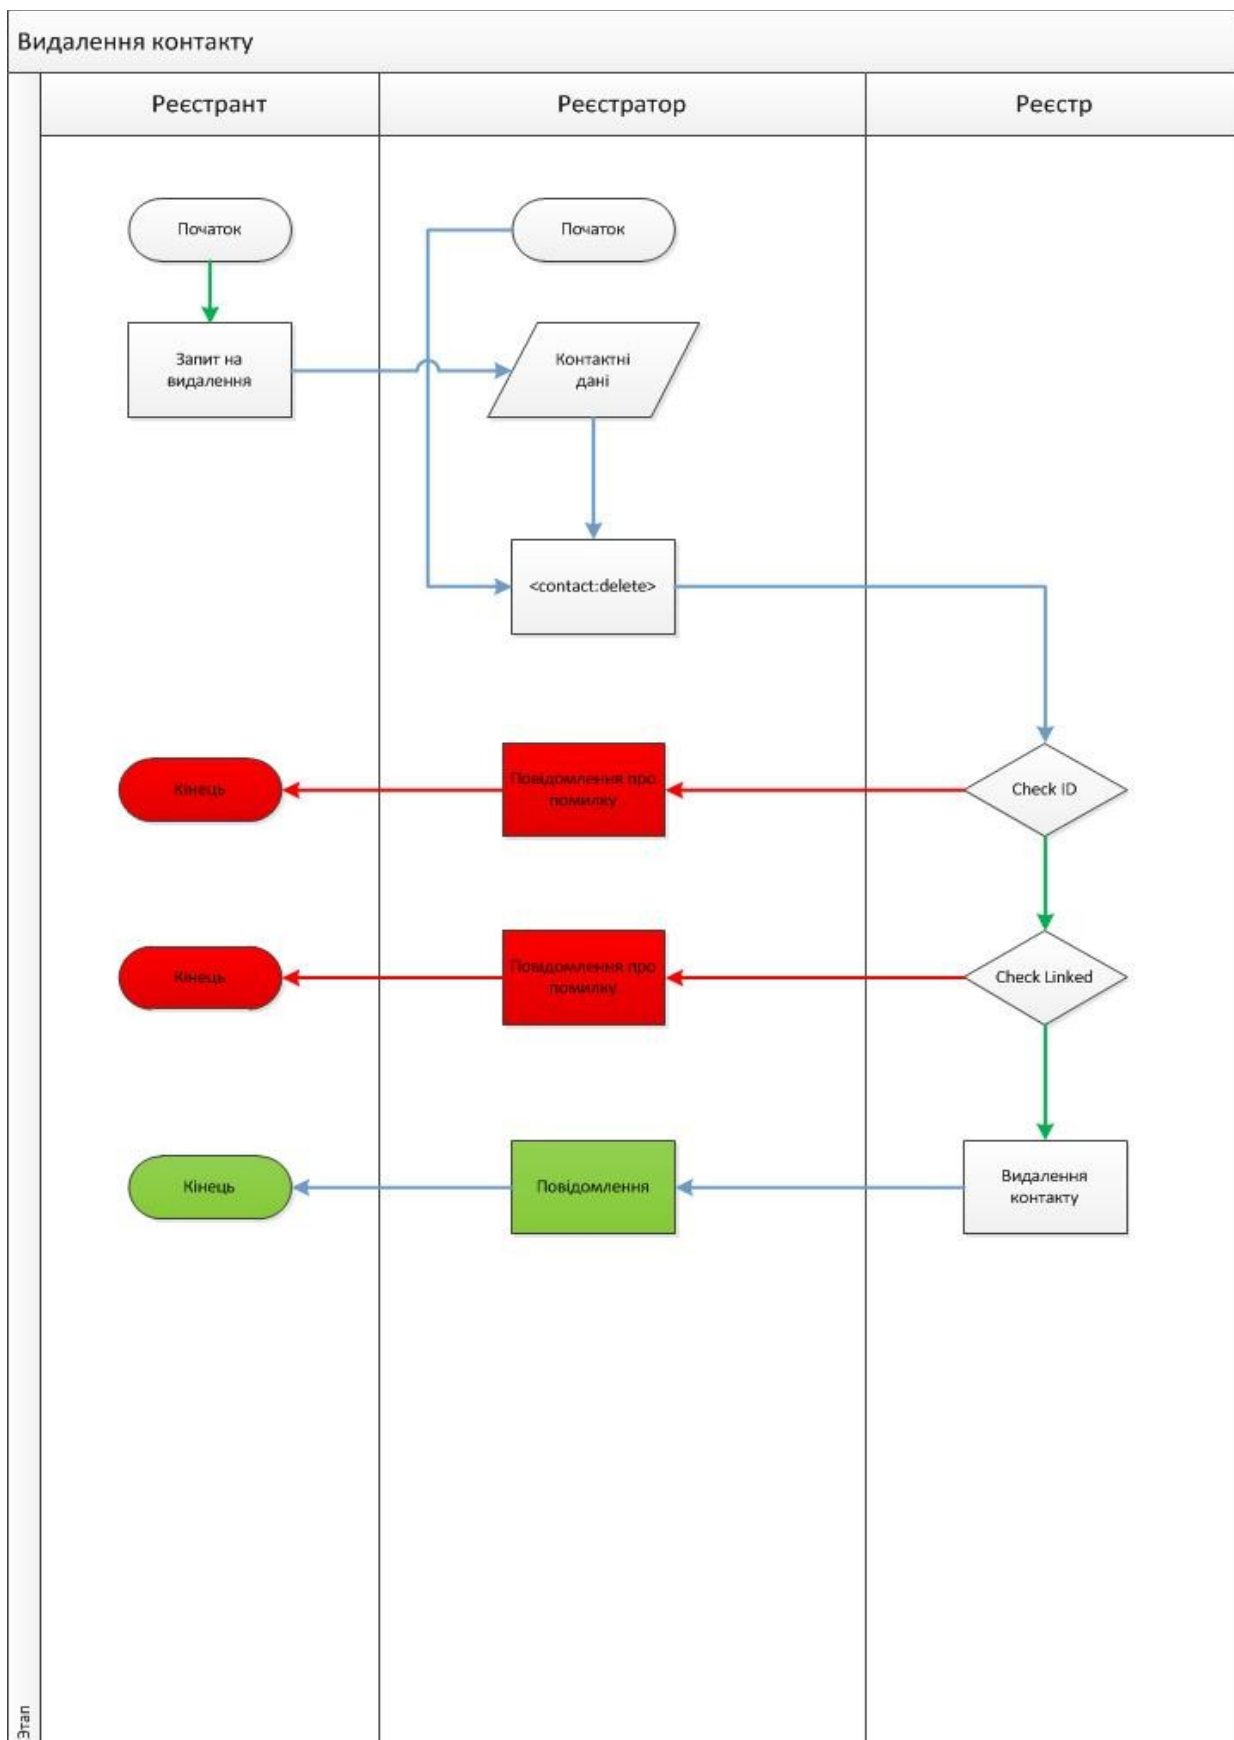 Видалення контакту
Реєстрант
Реєстратор
Реєстр
Початок
Початок
Запит на
видалення
Контактні
дані
<contact:delete>
Кінець
Повідомлення про
помилку
Check ID
Кінець
Повідомлення про
помилку
Check Linked
Кінець
Повідомлення
Видалення
контакту
Этап